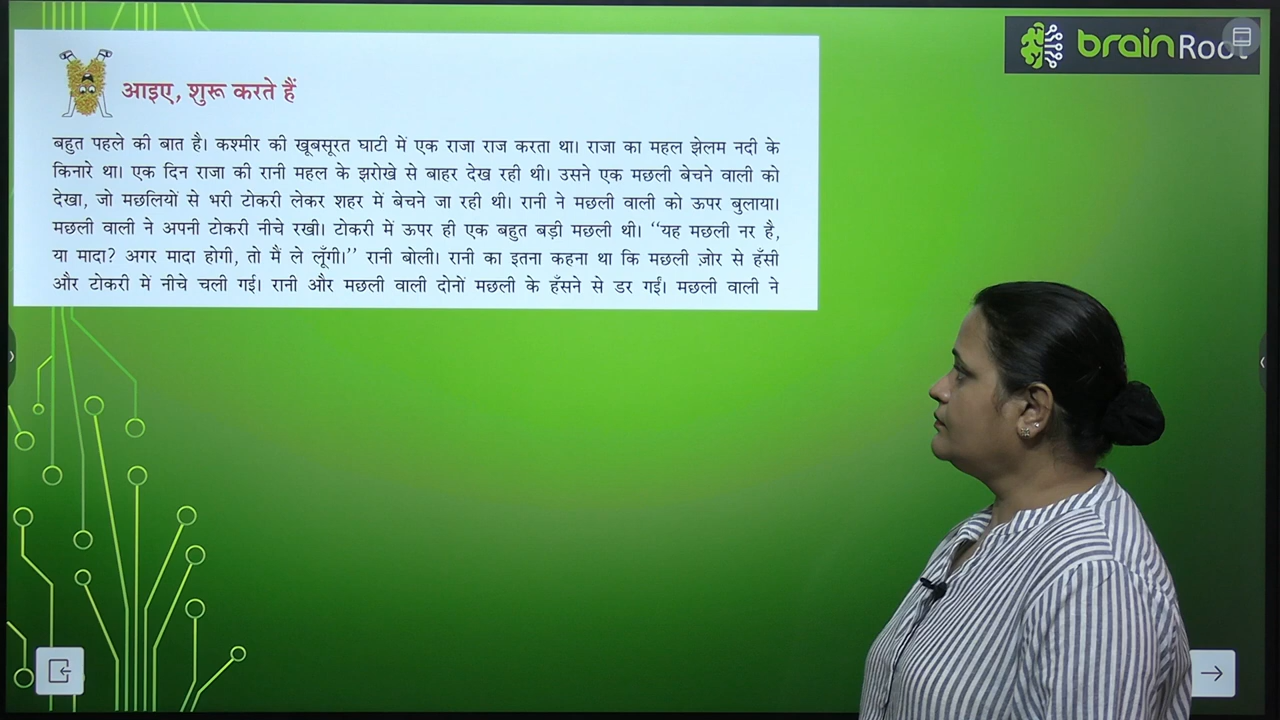 brainRoot
आइए, शुरू करते हैं
बहुत पहले की बात है। कश्मीर की खूबसूरत घाटी में एक राजा राज करता था। राजा का महल झेलम नदी के
किनारे था। एक दिन राजा की रानी महल के झरोखे से बाहर देख रही थी। उसने एक मछली बेचने वाली को
देखा, जो मछलियों से भरी टोकरी लेकर शहर में बेचने जा रही थी। रानी ने मछली वाली को ऊपर बुलाया।
मछली वाली ने अपनी टोकरी नीचे रखी। टोकरी में ऊपर ही एक बहुत बड़ी मछली थी। ‘‘यह मछली नर है,
या मादा? अगर मादा होगी, तो मैं ले लूँगी।’’ रानी बोली। रानी का इतना कहना था कि मछली ज़ोर से हँसी
और टोकरी में नीचे चली गई। रानी और मछली वाली दोनों मछली के हँसने से डर गईं। मछली वाली ने